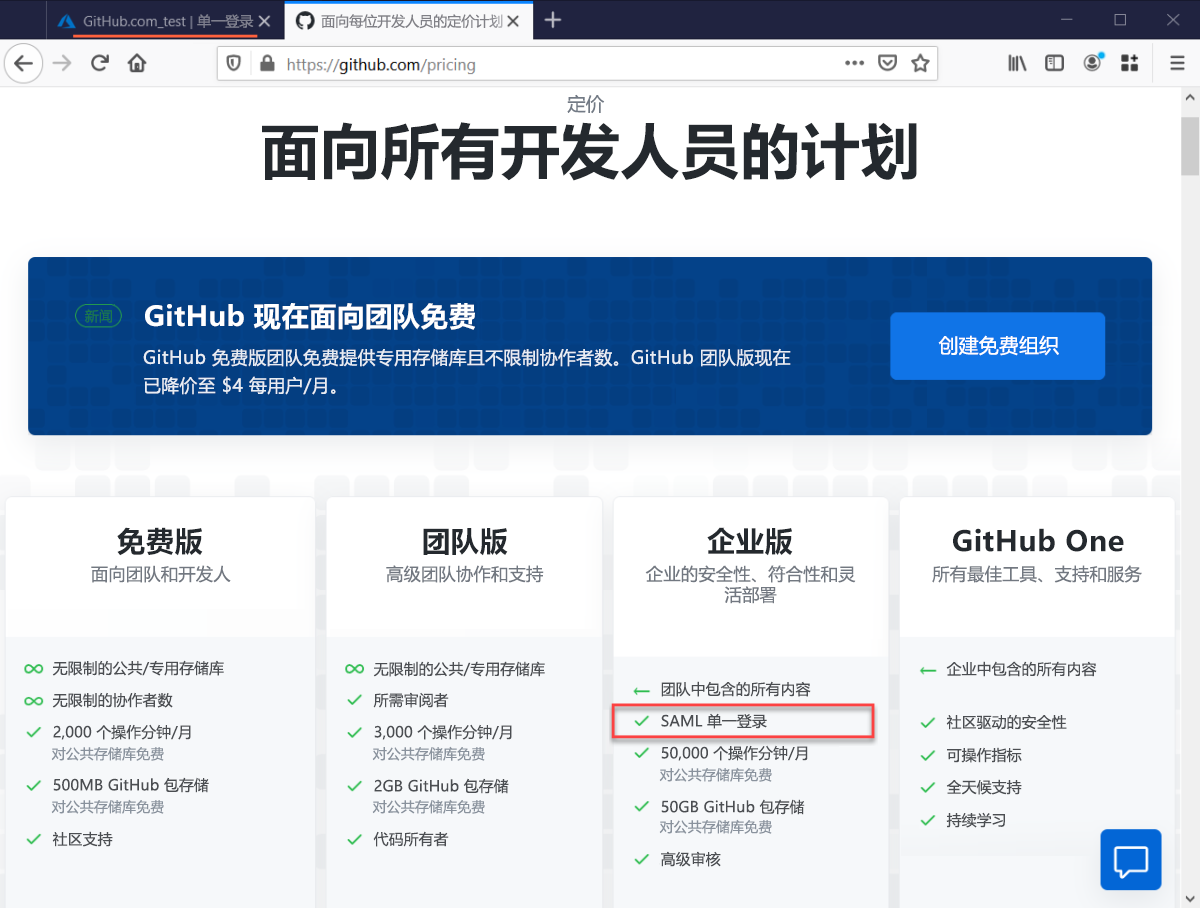 GitHub.com_test | 单一登录
面向每位开发人员的定价计划
https://github.com/pricing
定价
面向所有开发人员的计划
新闻
GitHub 现在面向团队免费
GitHub 免费版团队免费提供专用存储库且不限制协作者数。GitHub 团队版现在
已降价至 $4 每用户/月。
创建免费组织
免费版
面向团队和开发人
无限制的公共/专用存储库
无限制的协作者数
2,000 个操作分钟/月
对公共存储库免费
500MB GitHub 包存储
对公共存储库免费
社区支持
团队版
高级团队协作和支持
无限制的公共/专用存储库
所需审阅者
3,000 个操作分钟/月
对公共存储库免费
2GB GitHub 包存储
对公共存储库免费
代码所有者
企业版
企业的安全性、符合性和灵
活部署
团队中包含的所有内容
SAML 单一登录
50,000 个操作分钟/月
对公共存储库免费
50GB GitHub 包存储
对公共存储库免费
高级审核
GitHub One
所有最佳工具、支持和服务
企业中包含的所有内容
社区驱动的安全性
可操作指标
全天候支持
持续学习